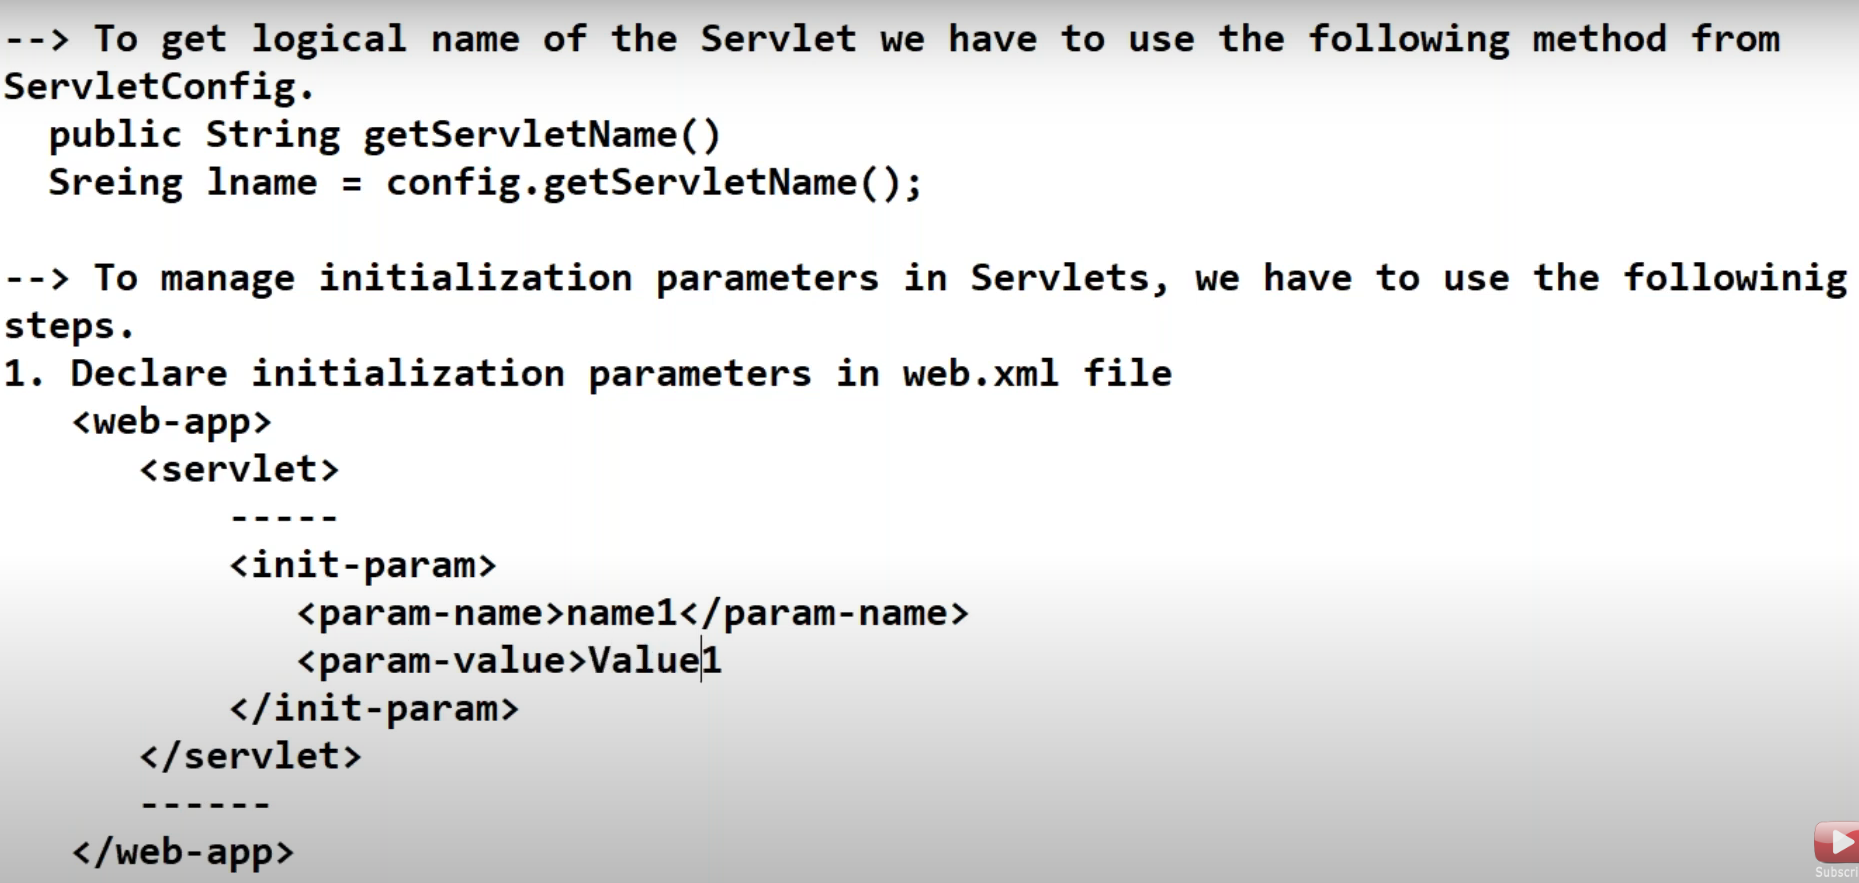 --> To get logical name of the Servlet we have to use the following method from
ServletConfig.
public String getServletName()
Sreing lname = config.getServletName();
--> To manage initialization parameters in Servlets, we have to use the followinig
steps.
1. Declare initialization parameters in web.xml file
<web-app>
<servlet>
-----
<init-param>
<param-name>name1</param-name>
<param-value>Value1
</init-param>
</servlet>
------
</web-app>
Subscri